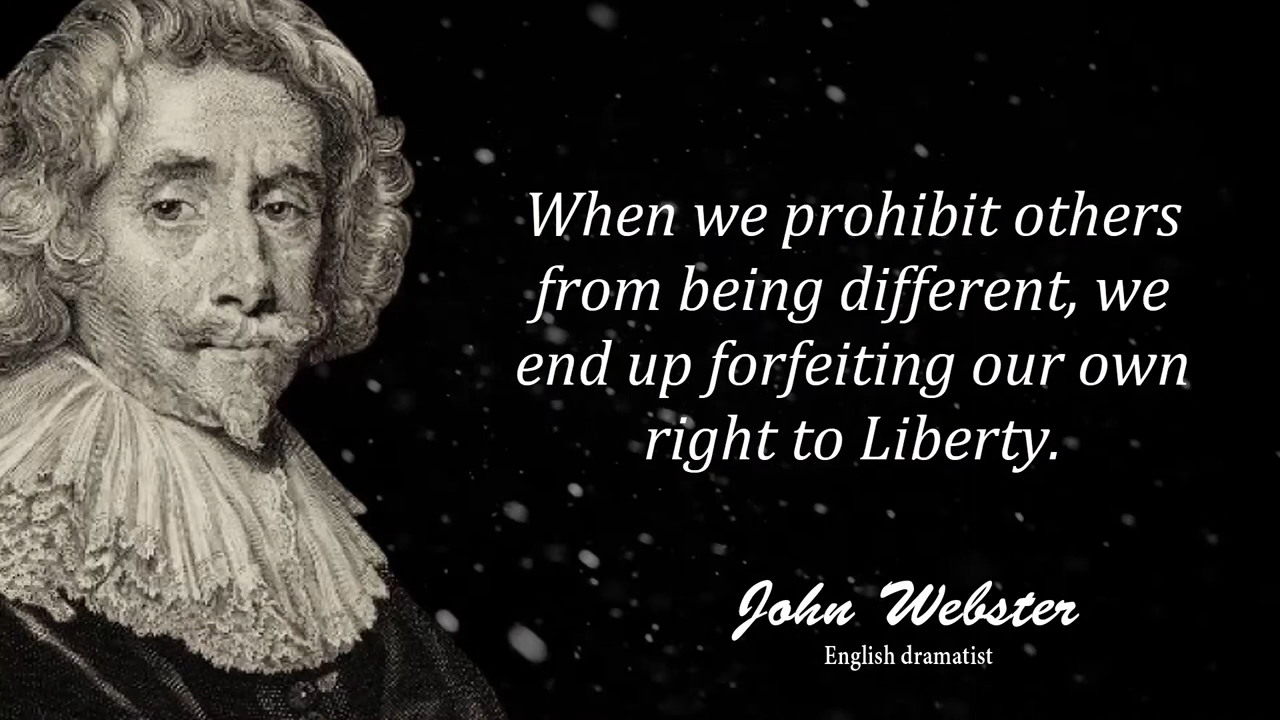 When we prohibit others
from being different, we
end up forfeiting our own
right to Liberty.
John Webster
English dramatist